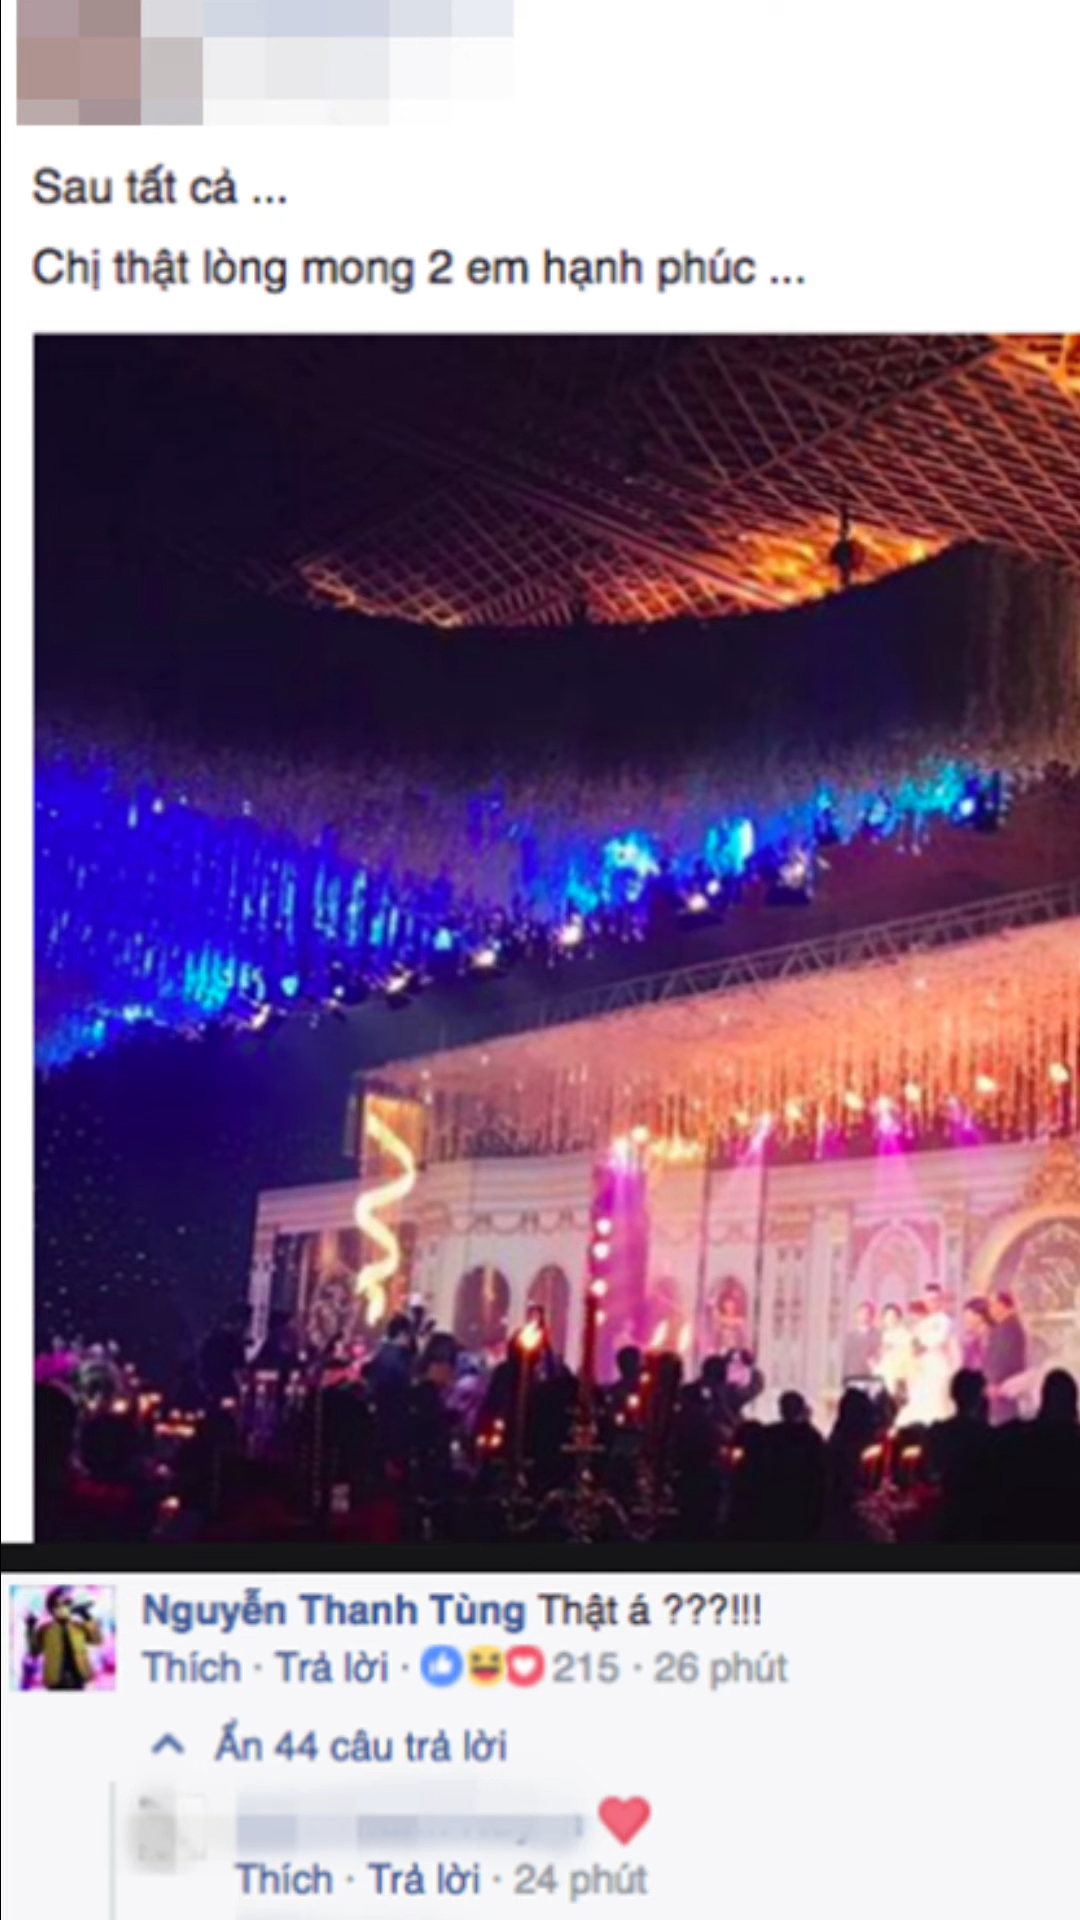 Sau tất cả ...
Chị thật lòng mong 2 em hạnh phúc ...
Nguyễn Thanh Tùng Thật á ???!!!
Thích · Trả lời · 215 · 26 phút
Ẩn 44 câu trả lời
Thích · Trả lời · 24 phút